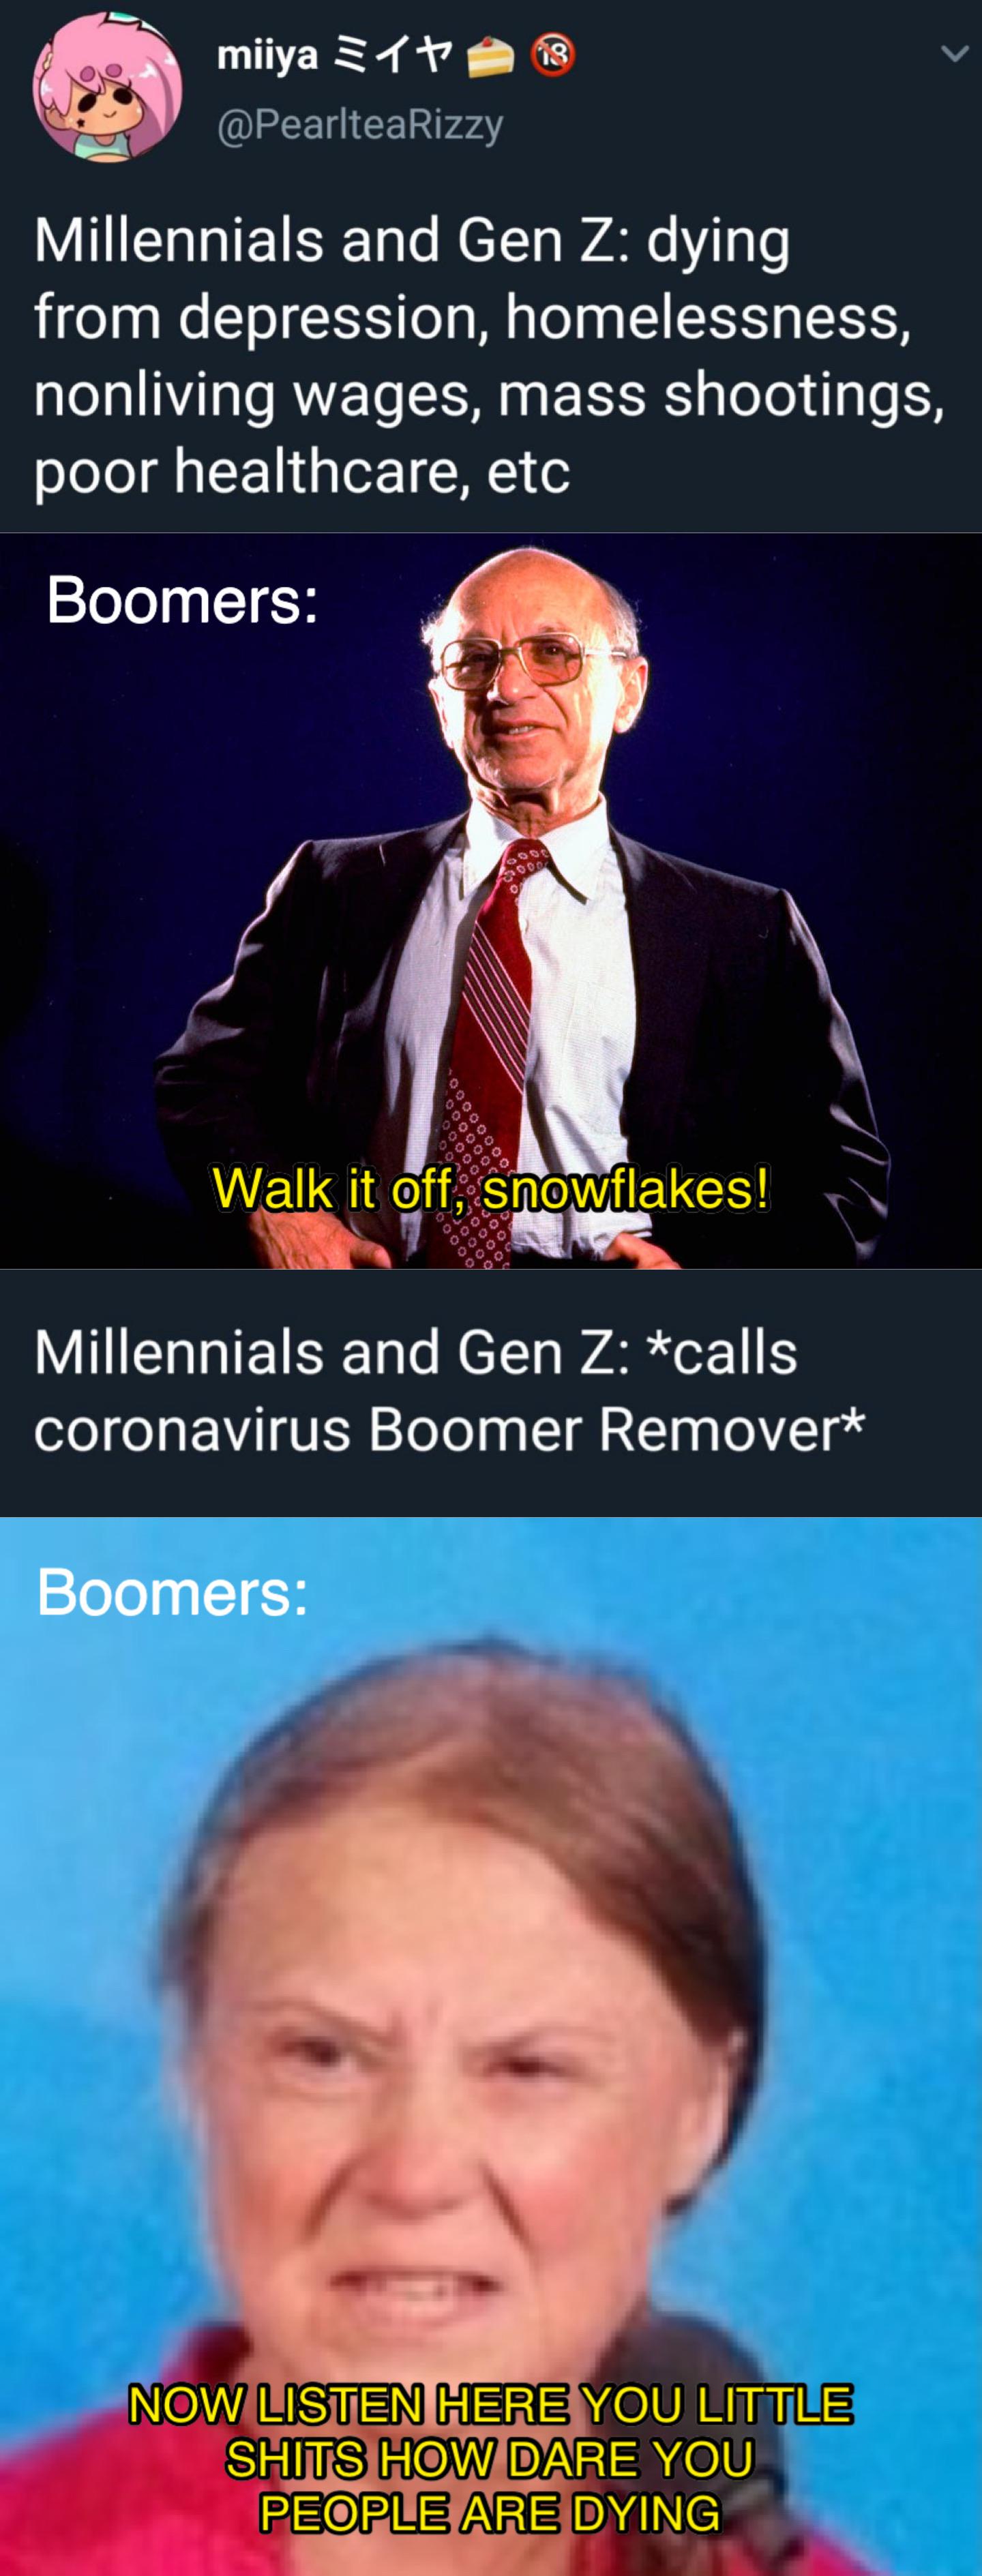 miiya ミイヤ🍰🔞
@PearlteaRizzy
Millennials and Gen Z: dying
from depression, homelessness,
nonliving wages, mass shootings,
poor healthcare, etc
Boomers:
Walk it off, snowflakes!
Millennials and Gen Z: *calls
coronavirus Boomer Remover*
Boomers:
NOW LISTEN HERE YOU LITTLE
SHITS HOW DARE YOU
PEOPLE ARE DYING